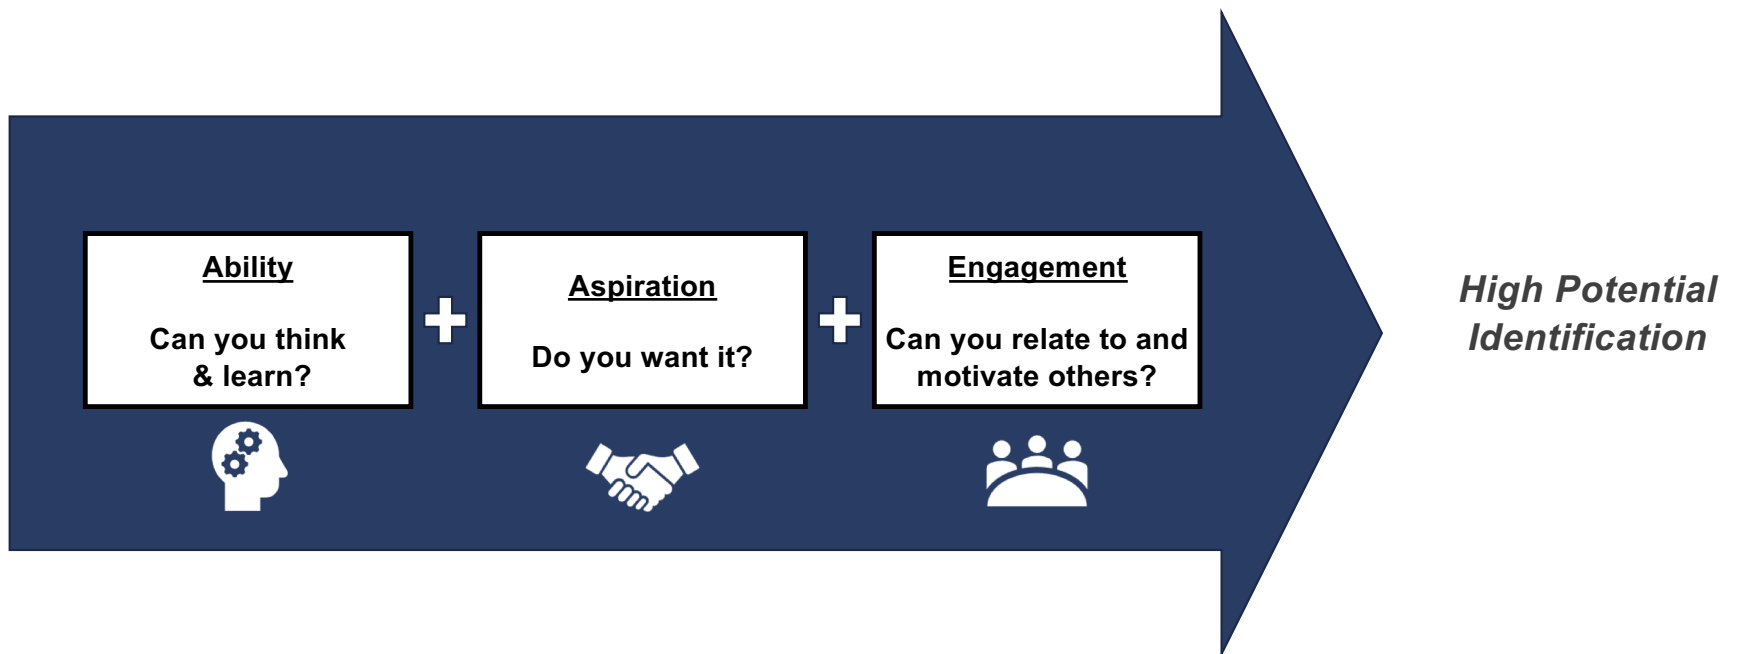 Ability
Can you think
& learn?
Aspiration
Do you want it?
Engagement
Can you relate to and
motivate others?
High Potential
Identification